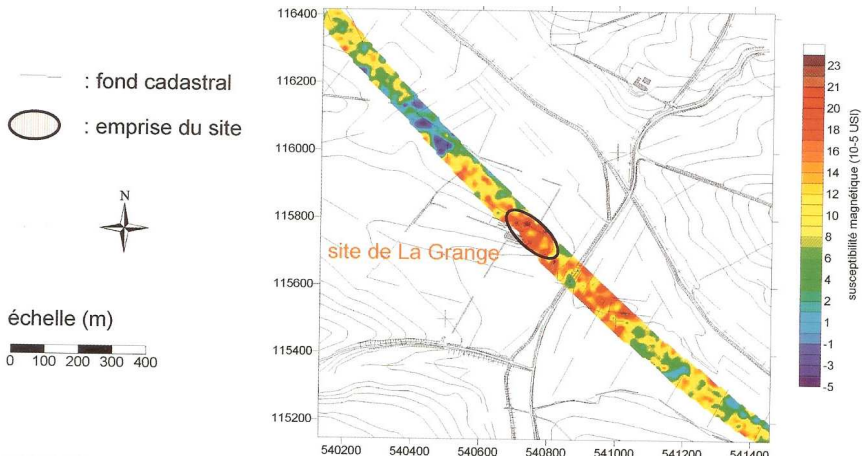 : fond cadastral
: emprise du site
N
échelle (m)
0 100 200 300 400
116400
116200
116000
115800
115600
115400
115200
site de La Grange
540200 540400 540600 540800 541000 541200 541400
23
21
20
18
16
14
12
10
8
6
4
2
1
-1
-3
-5
susceptibilité magnétique (10-5 USI)